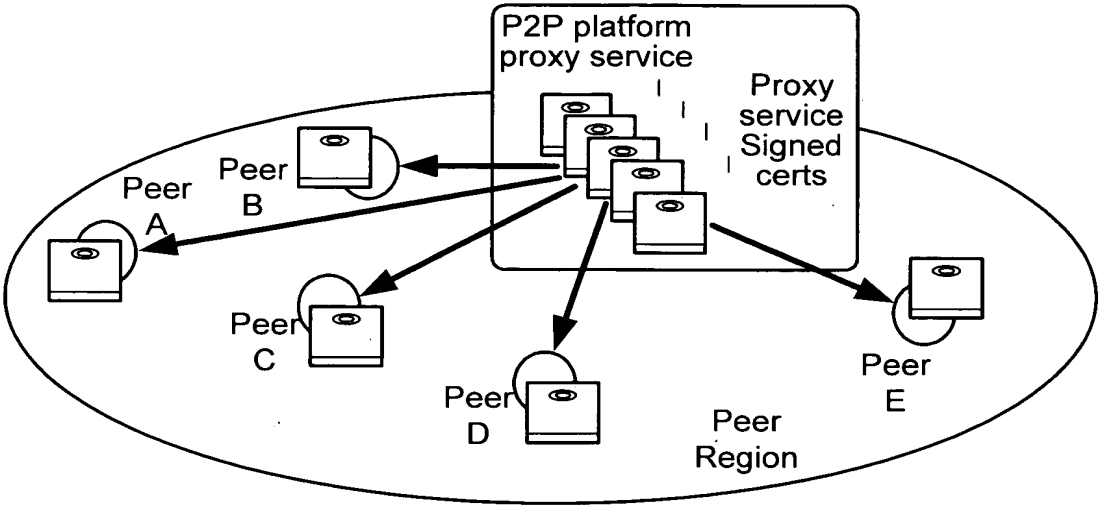 P2P platform
proxy service
Proxy
service
Signed
certs
Peer
B
Peer
A
Peer
C
Peer
D
Peer
E
Peer
Region